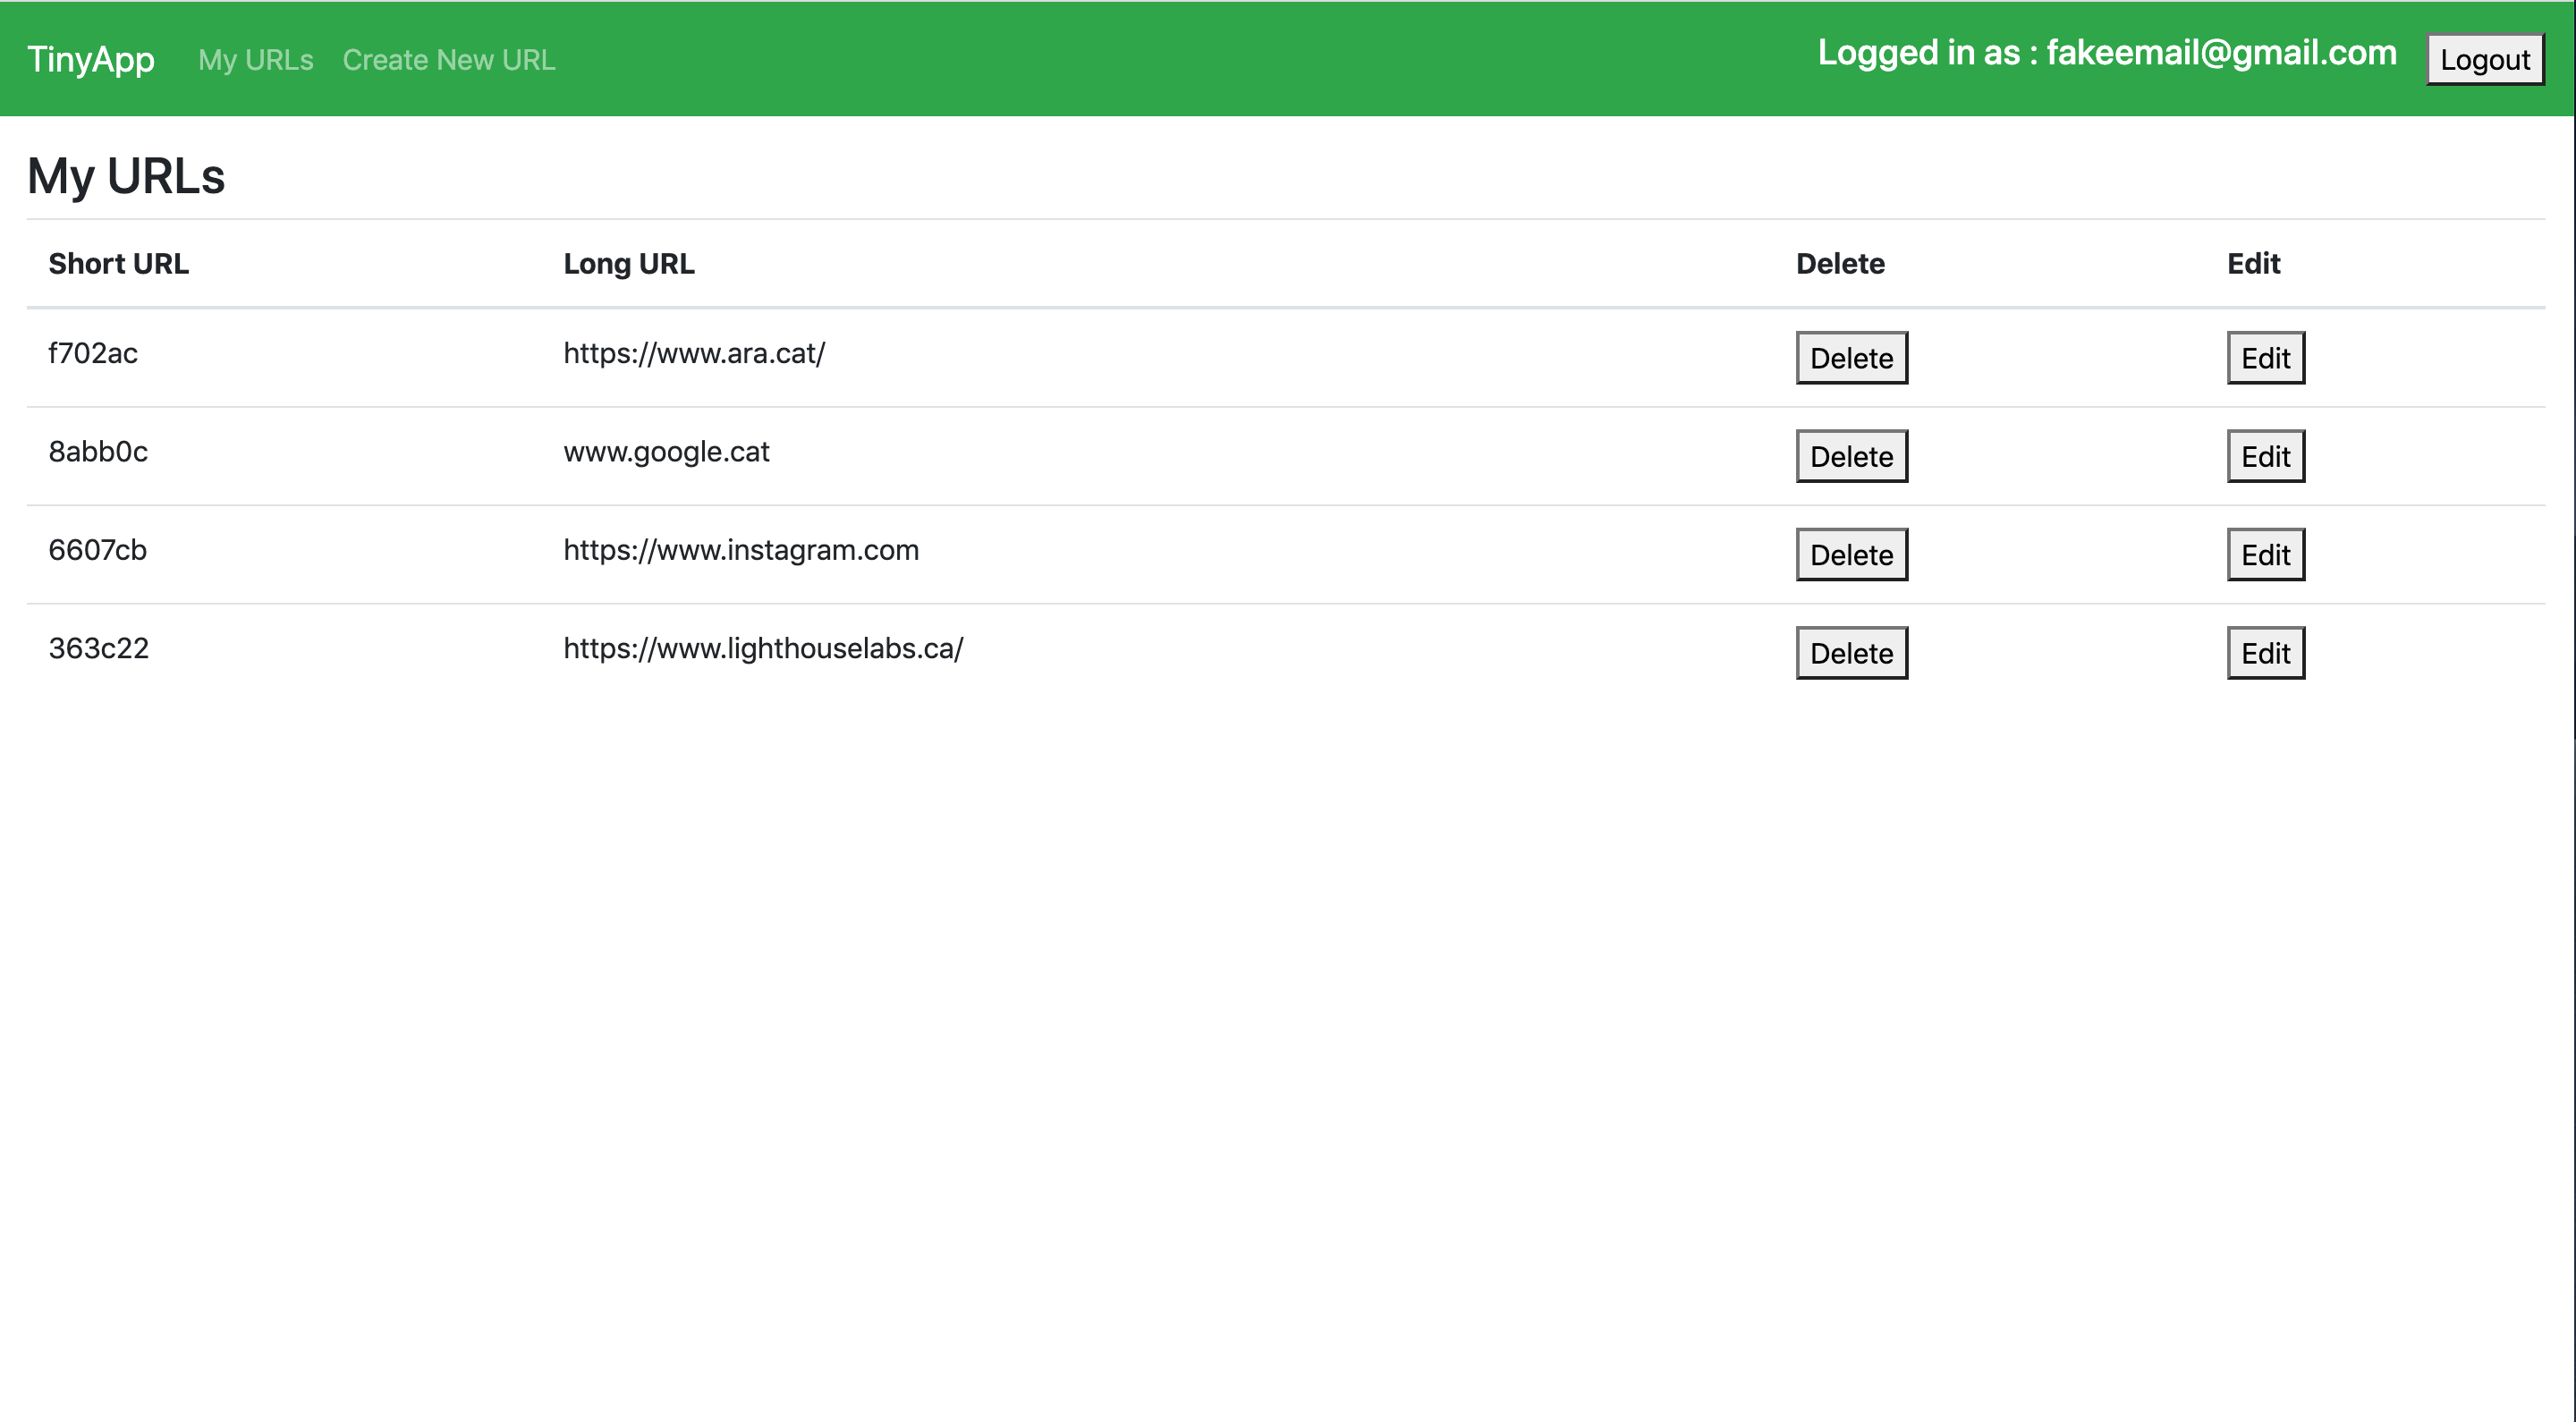 TinyApp My URLs Create New URL Logged in as : fakeemail@gmail.com Logout
My URLs
Short URL Long URL Delete Edit
f702ac https://www.ara.cat/ Delete Edit
8abb0c www.google.cat Delete Edit
6607cb https://www.instagram.com Delete Edit
363c22 https://www.lighthouselabs.ca/ Delete Edit